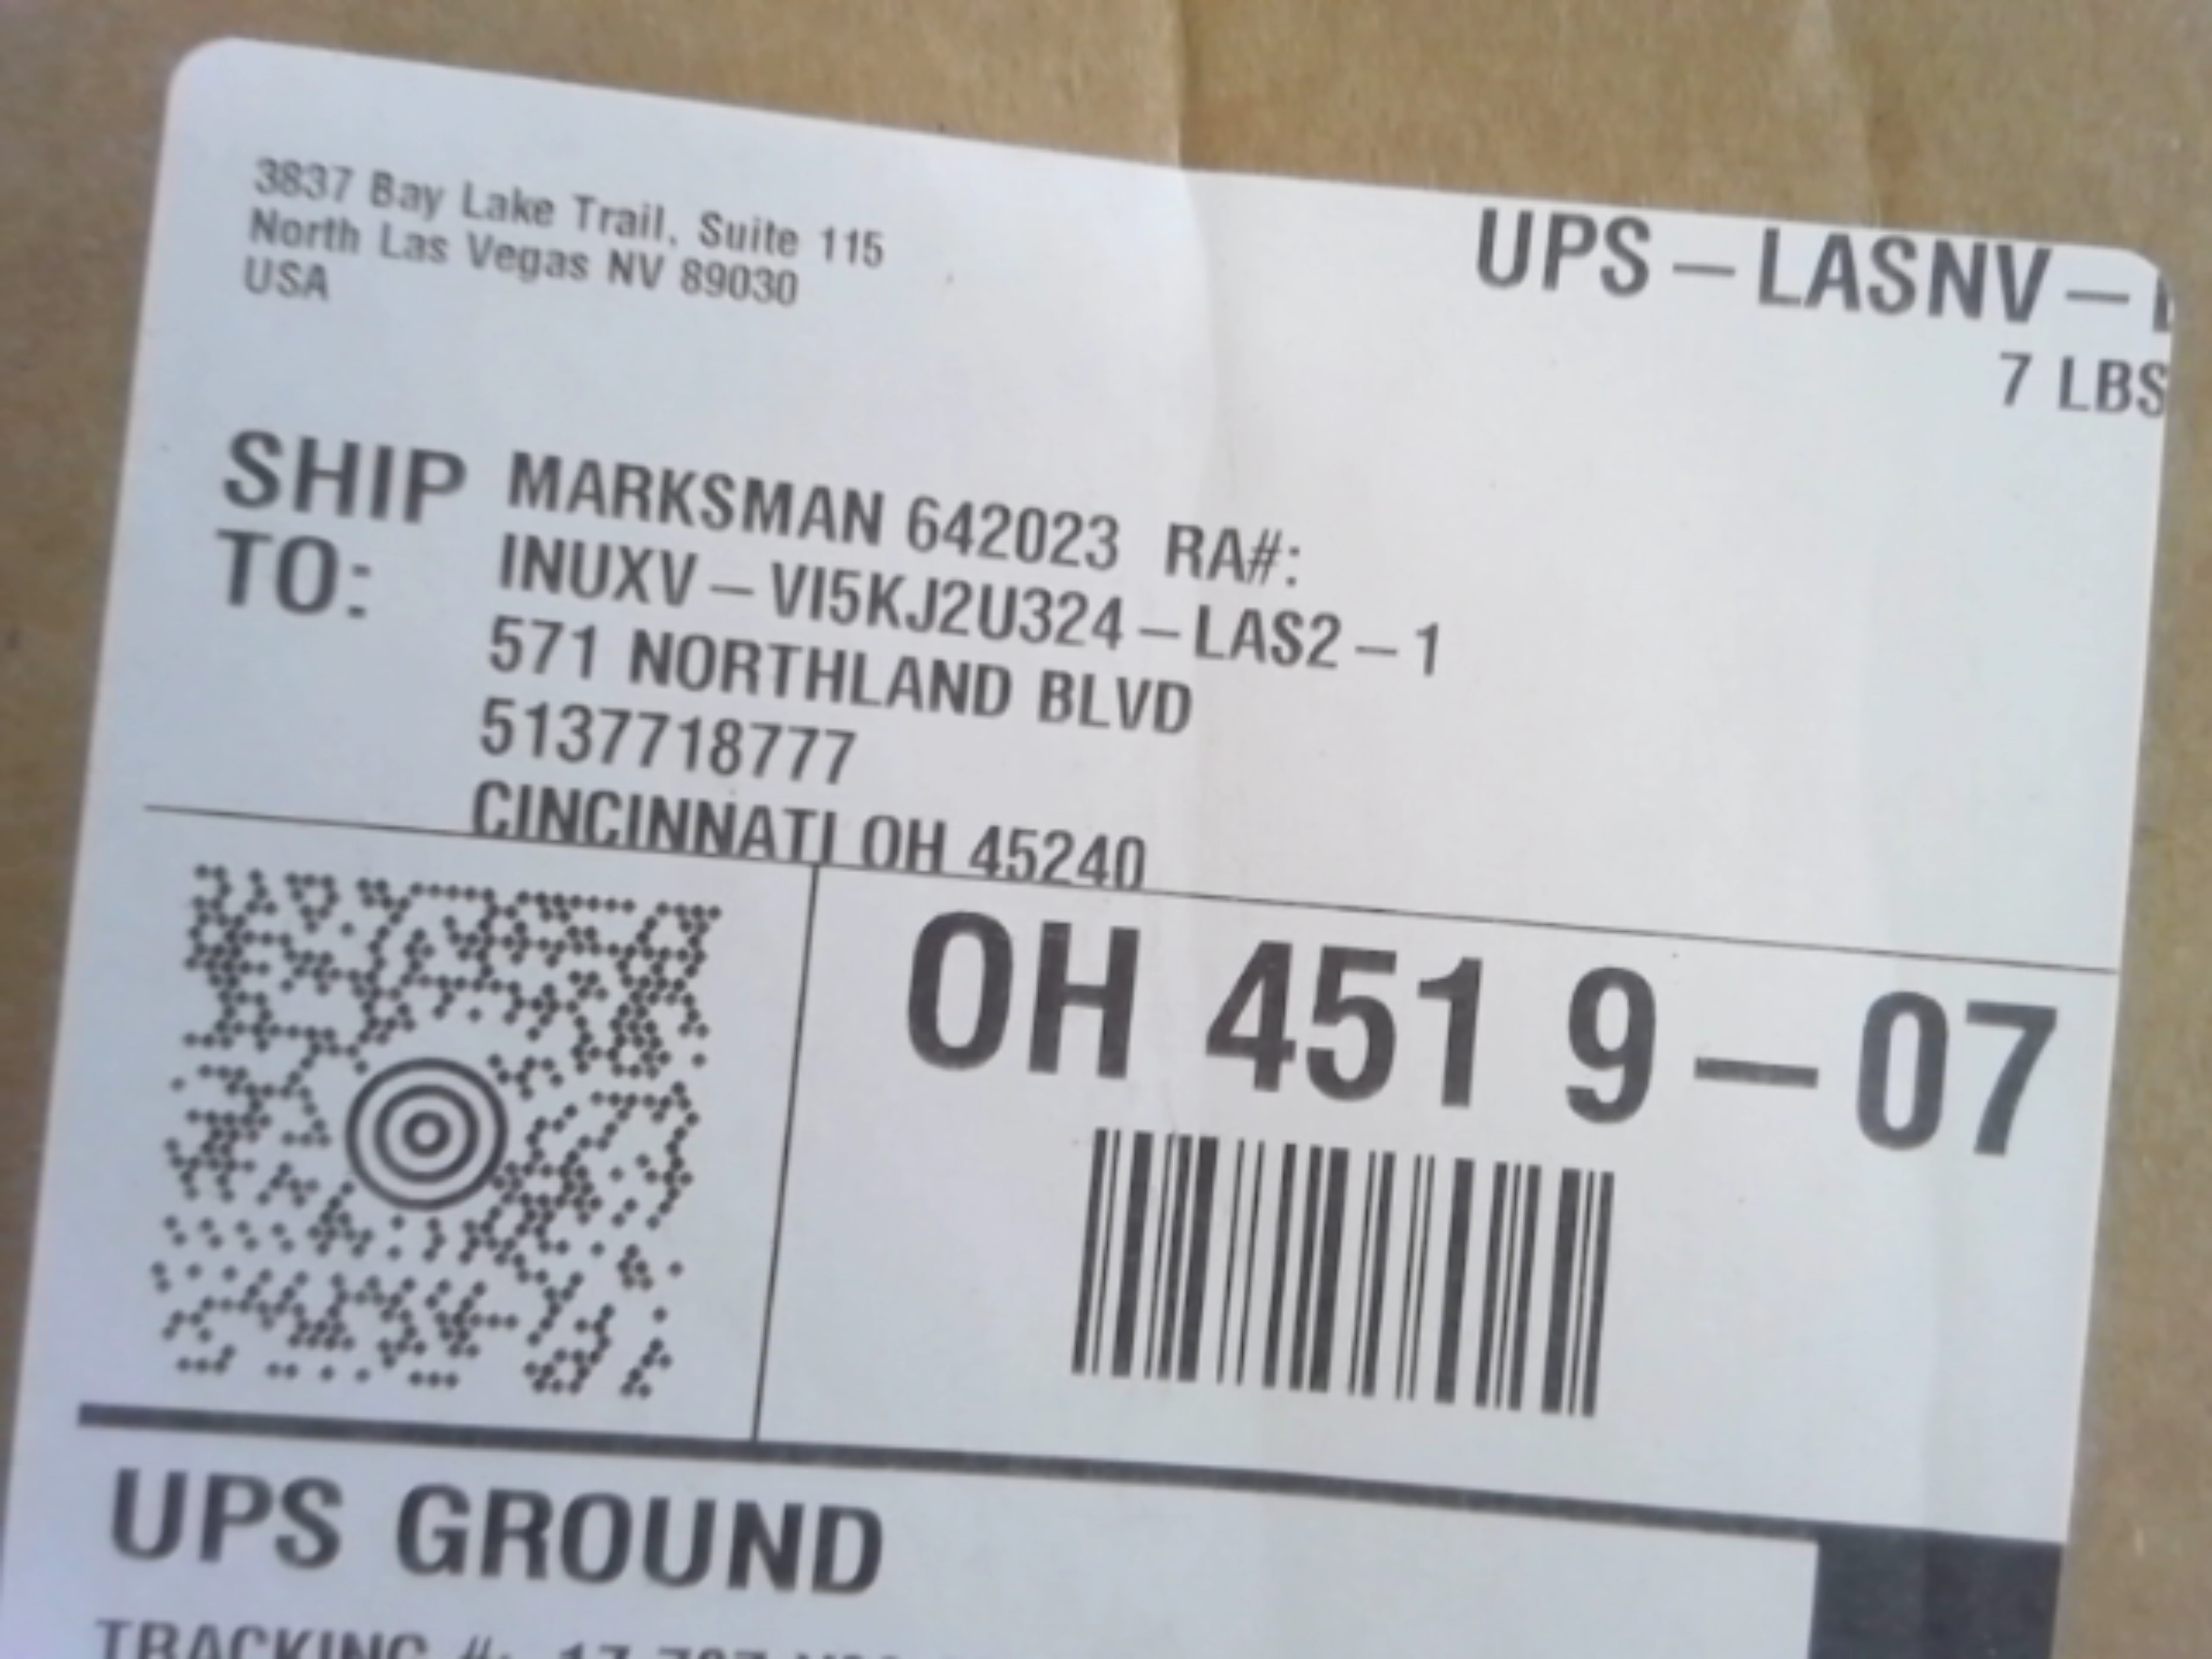 3837 Bay Lake Trail, Suite 115
North Las Vegas NV 89030
USA
UPS - LASNV -
7 LBS
SHIP TO:
MARKSMAN 642023 RA#:
INUXV - VI5KJ2U324 - LAS2 - 1
571 NORTHLAND BLVD
5137718777
CINCINNATI OH 45240
OH 451 9-07
UPS GROUND
TRACKING #: